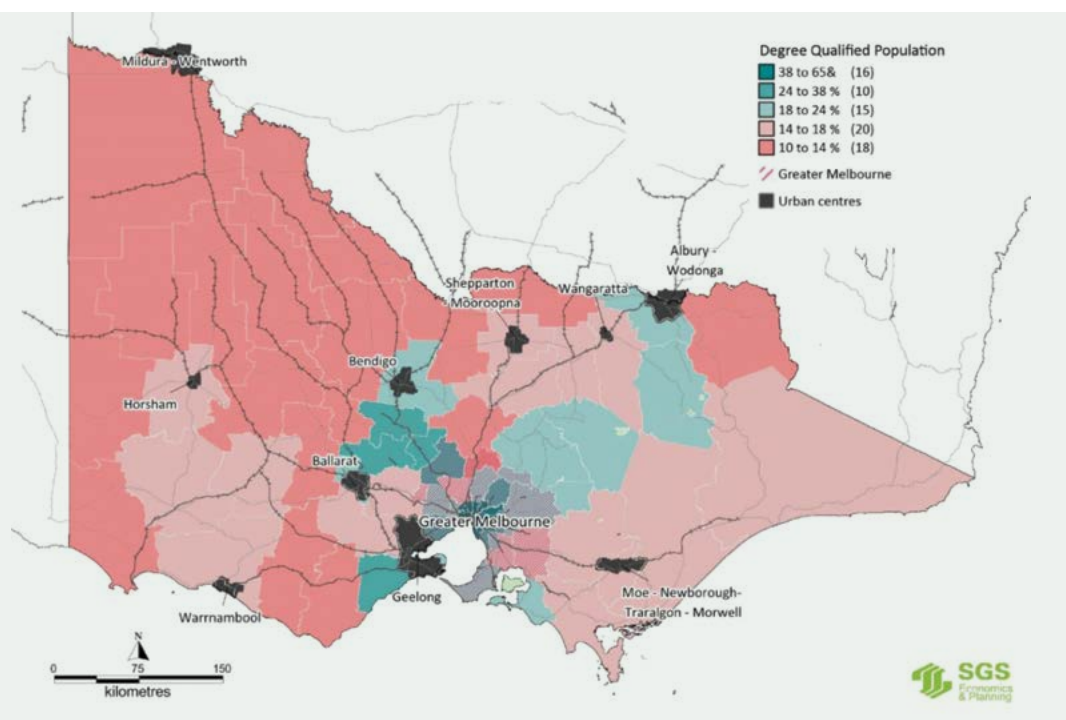 Degree Qualified Population
38 to 65& (16)
24 to 38 % (10)
18 to 24 % (15)
14 to 18 % (20)
10 to 14 % (18)
Greater Melbourne
Urban centres
Mildura - Wentworth
Albury -
Wodonga
Shepparton
- Mooroopna
Wangaratta
Bendigo
Horsham
Ballarat
Greater Melbourne
Geelong
Moe - Newborough-
Traralgon - Morwell
Warrnambool
N
0 75 150
kilometres
SGS
Economics
& Planning